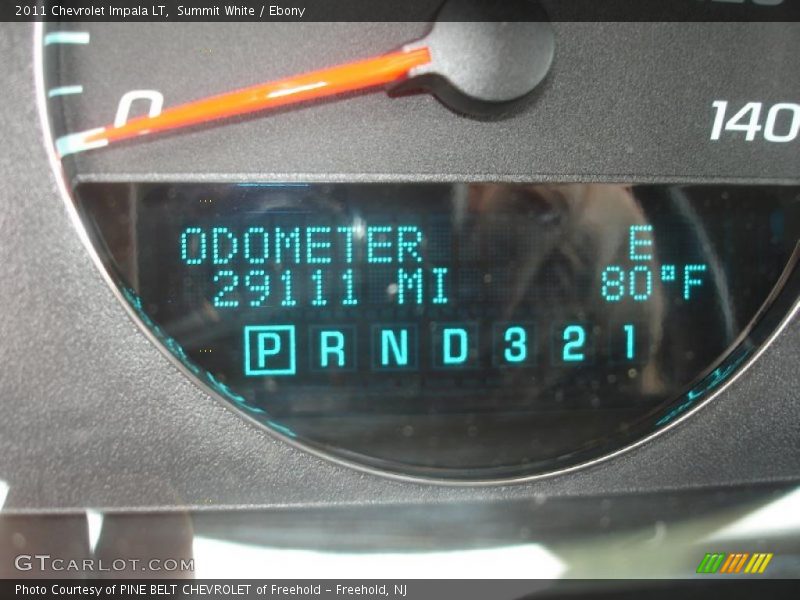 2011 Chevrolet Impala LT, Summit White / Ebony
0
140
ODOMETER E
29111 MI 80°F
P R N D 3 2 1
GTCARLOT.COM
Photo Courtesy of PINE BELT CHEVROLET of Freehold - Freehold, NJ